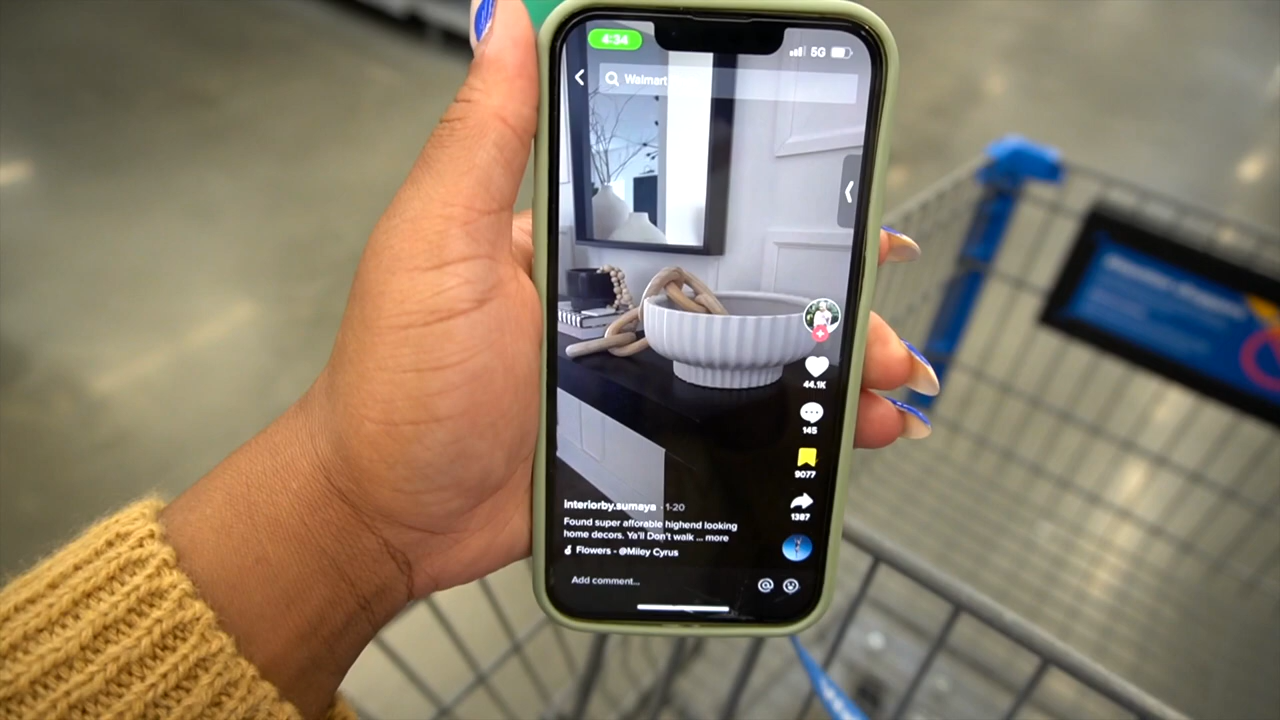 4:34
5G
Walmart
44.1K
145
9077
1387
interiorby.sumaya · 1-20
Found super afforable highend looking
home decors. Ya'll Don't walk ... more
Flowers - @Miley Cyrus
Add comment...